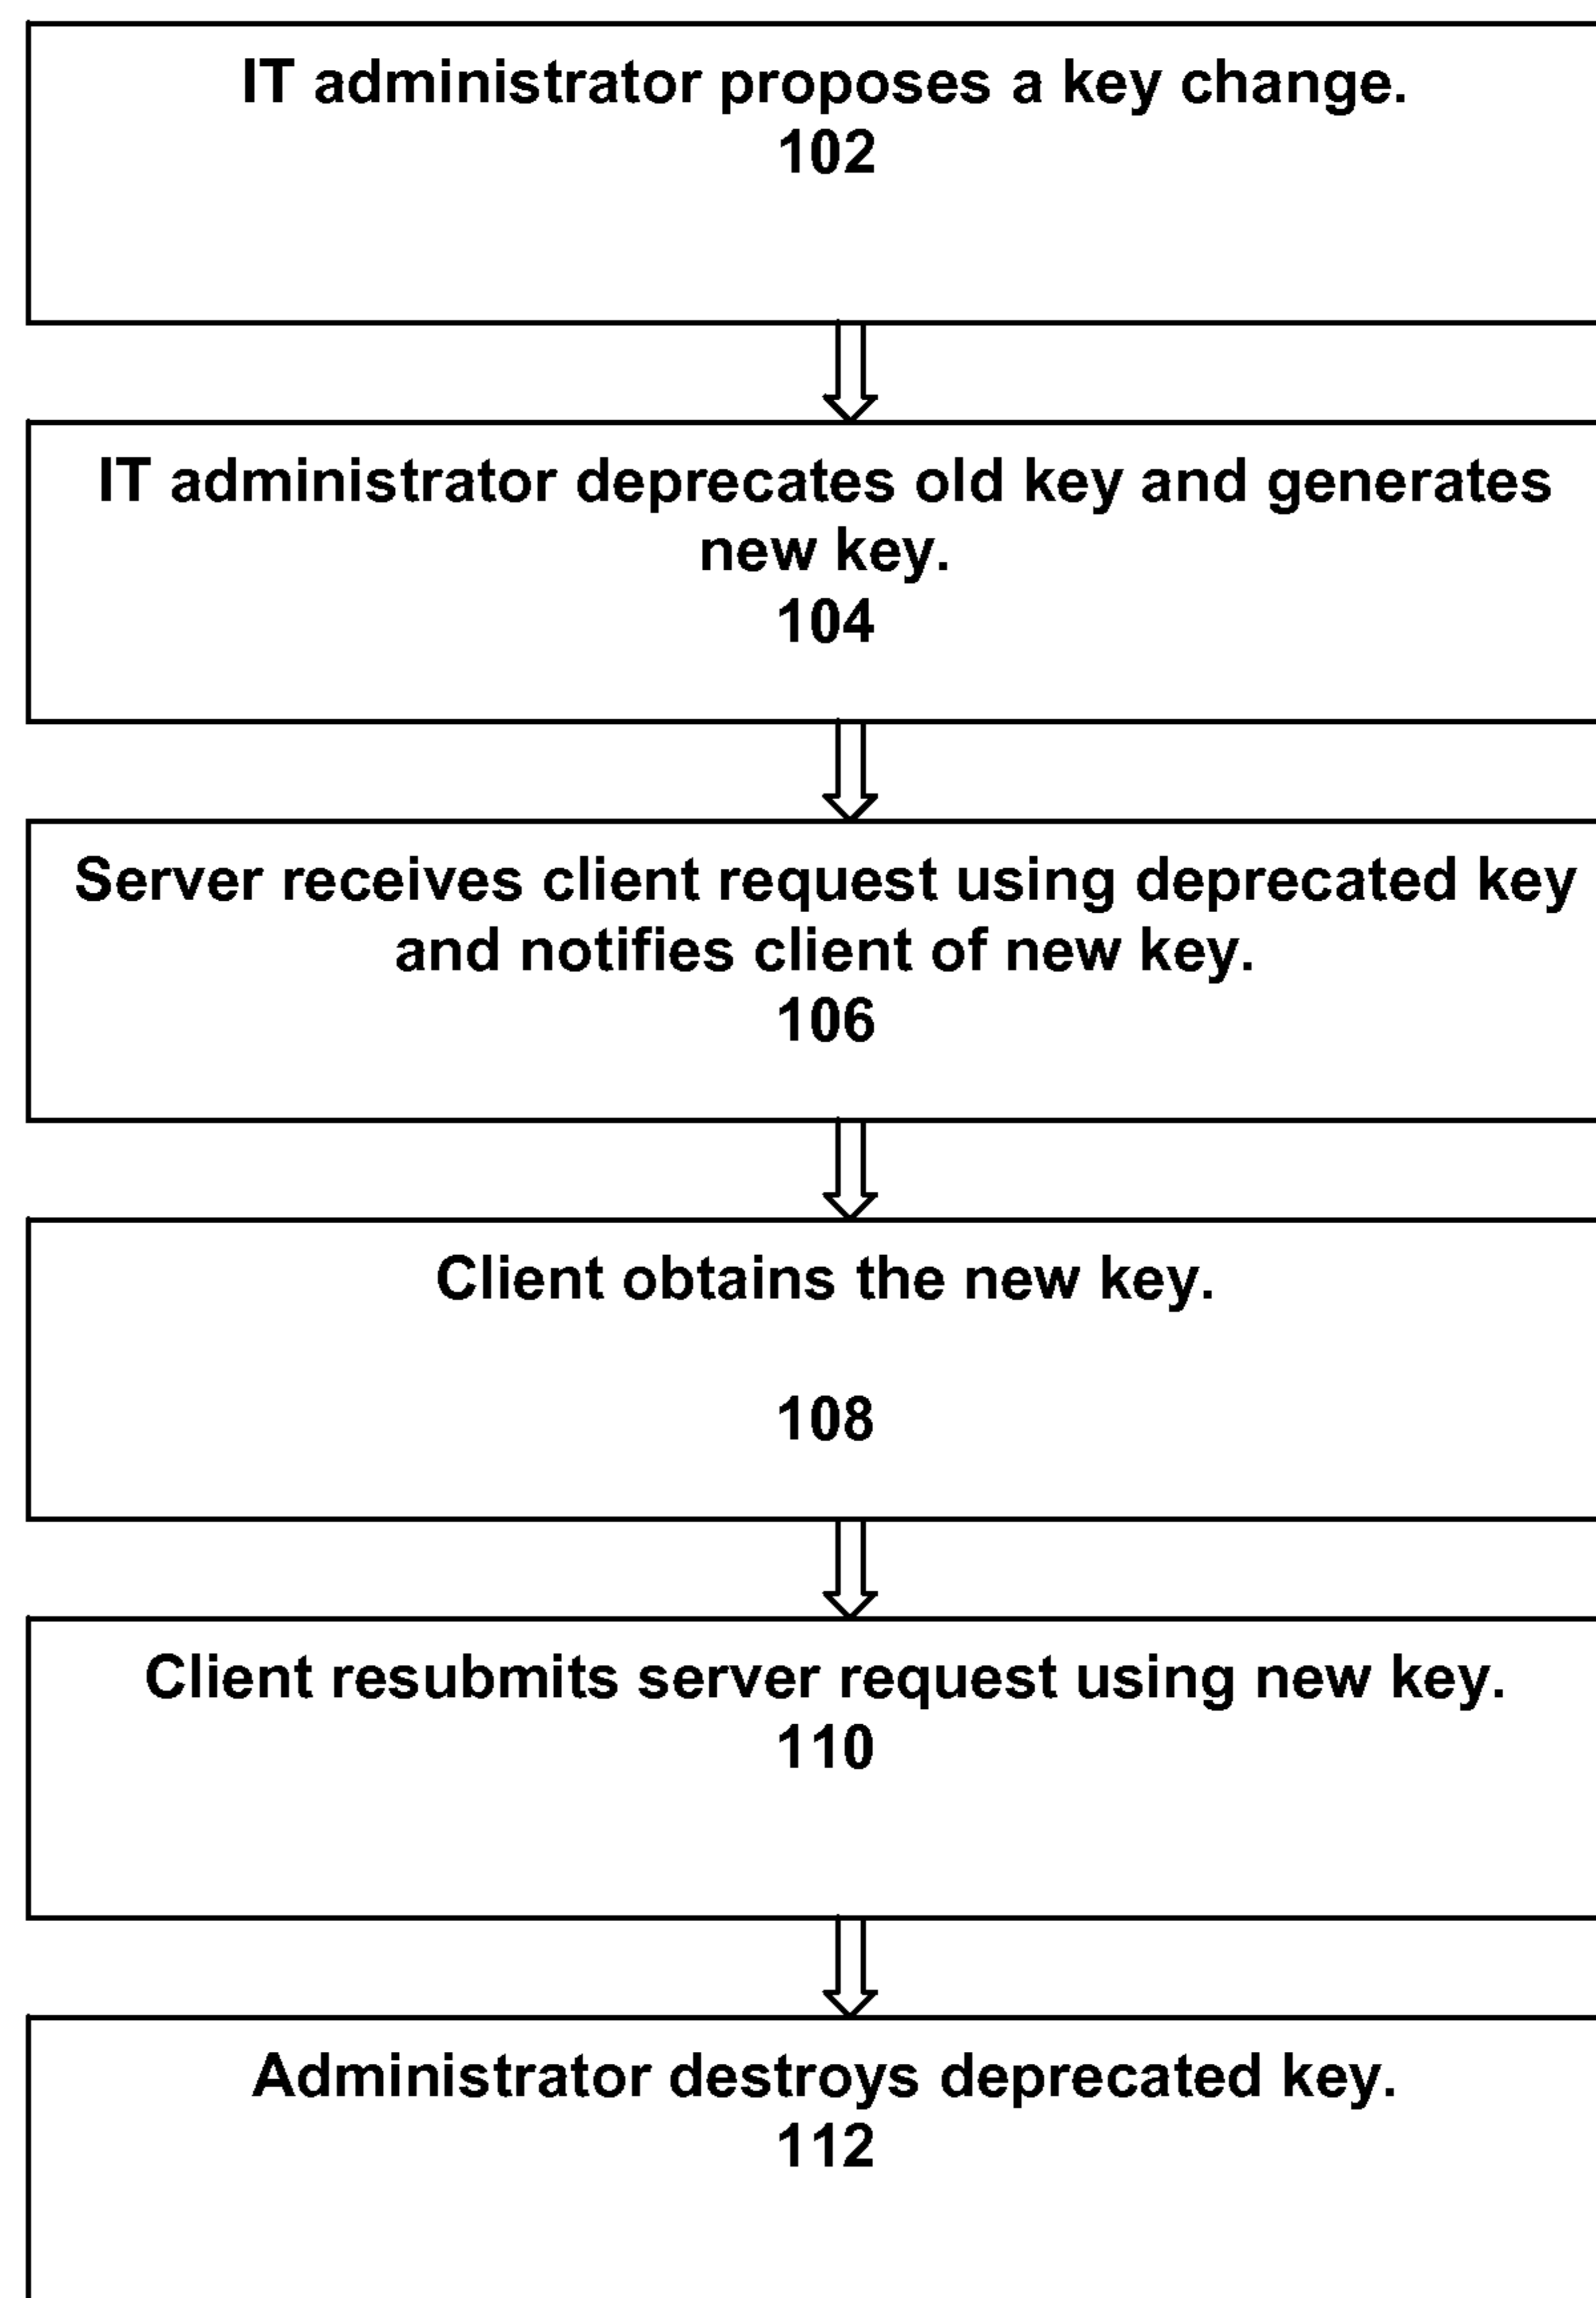 IT administrator proposes a key change.
102
IT administrator deprecates old key and generates
new key.
104
Server receives client request using deprecated key
and notifies client of new key.
106
Client obtains the new key.
108
Client resubmits server request using new key.
110
Administrator destroys deprecated key.
112